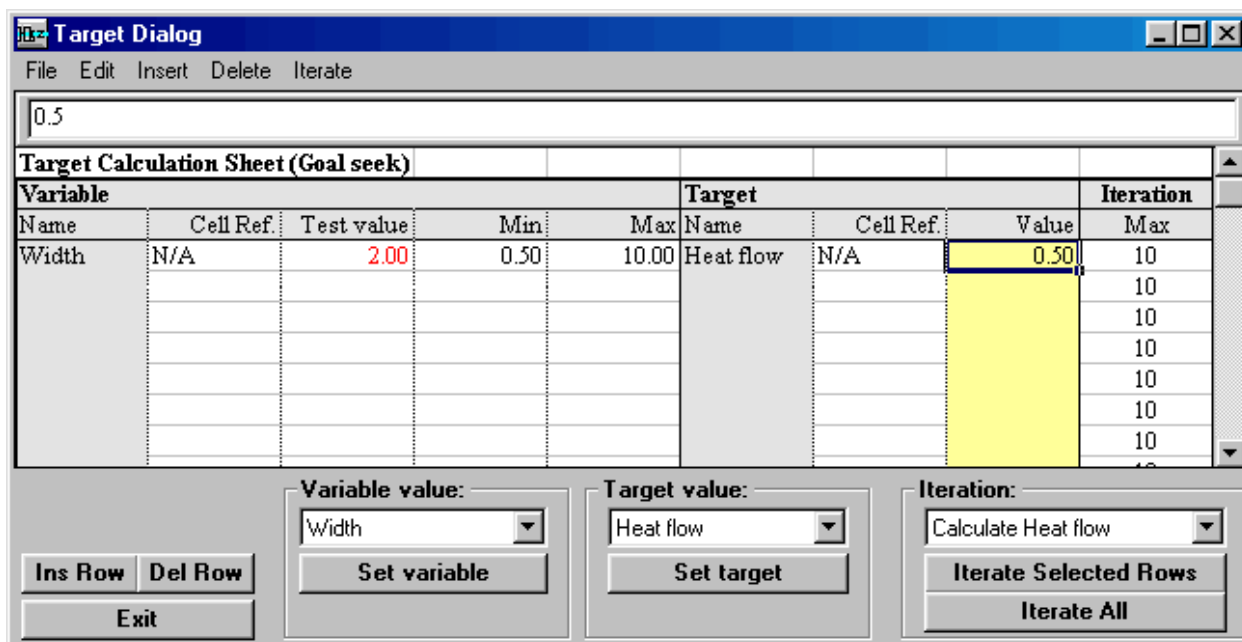 Target Dialog
File Edit Insert Delete Iterate
0.5
Target Calculation Sheet (Goal seek)
Variable Target Iteration
Name Cell Ref. Test value Min Max Name Cell Ref. Value Max
Width N/A 2.00 0.50 10.00 Heat flow N/A 0.50 10
10
10
10
10
10
10
Variable value: Target value: Iteration:
Width Heat flow Calculate Heat flow
Ins Row Del Row Set variable Set target Iterate Selected Rows
Exit Iterate All